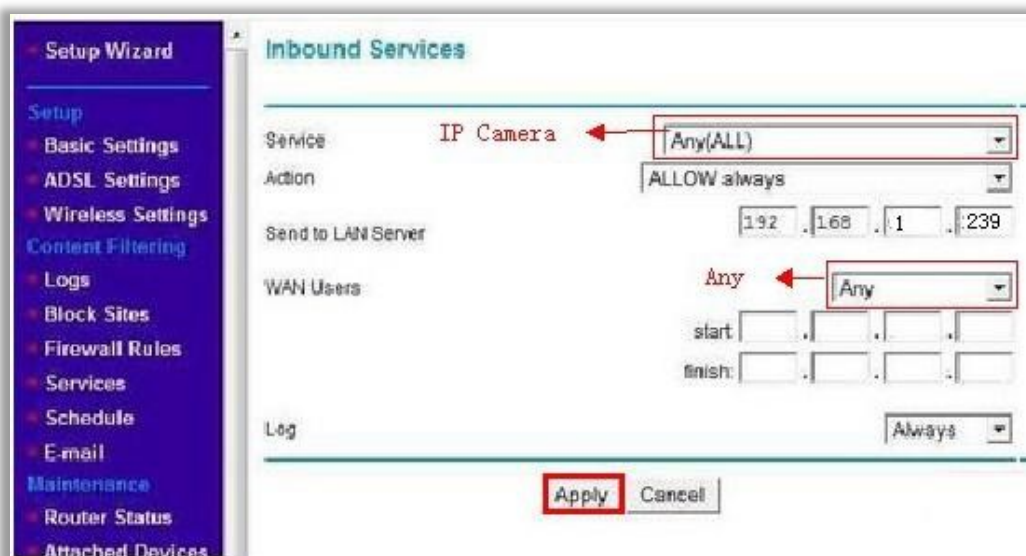 Setup Wizard
Setup
Basic Settings
ADSL Settings
Wireless Settings
Content Filtering
Logs
Block Sites
Firewall Rules
Services
Schedule
E-mail
Maintenance
Router Status
Attached Devices
Inbound Services
Service IP Camera Any(ALL)
Action ALLOW always
Send to LAN Server 192 . 168 . 1 . 239
WAN Users Any Any
start: . . .
finish: . . .
Log Always
Apply Cancel